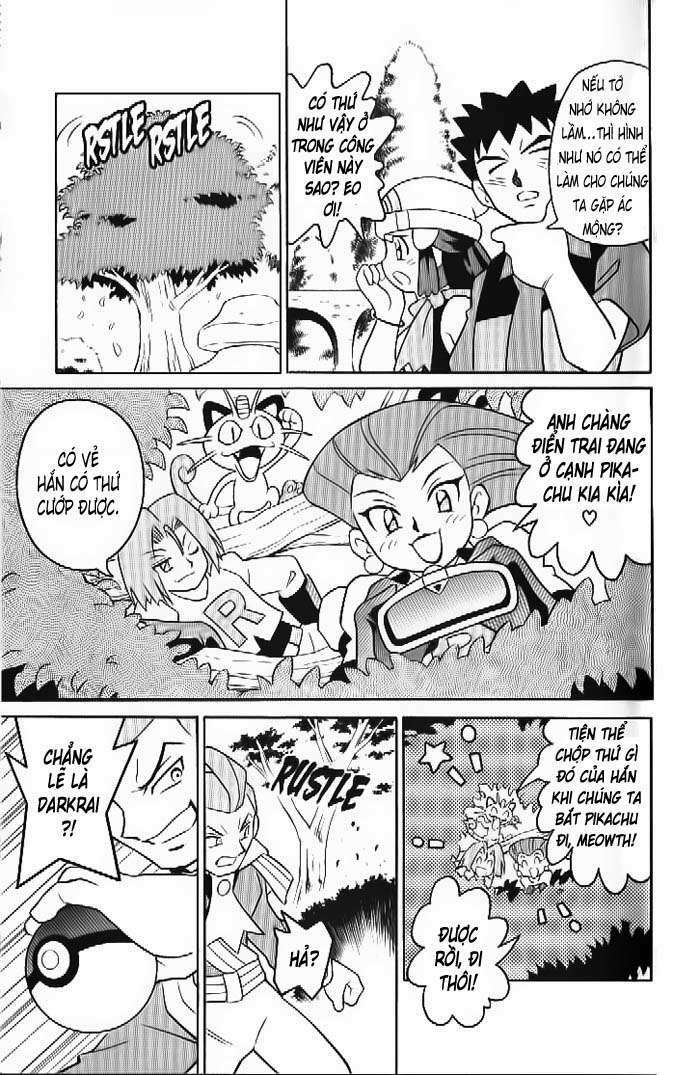 NẾU TỚ
NHỚ KHÔNG
LẦM...THÌ HÌNH
NHƯ NÓ CÓ THỂ
LÀM CHO CHÚNG
TA GẶP ÁC
MỘNG?
CÓ THỨ
NHƯ VẬY Ở
TRONG CÔNG
VIÊN NÀY
SAO? EO
ƠI!
RSTLE
RSTLE
ANH CHÀNG
ĐIỂN TRAI ĐANG
Ở CẠNH PIKA-
CHU KIA KÌA!
♡
CÓ VẺ
HẮN CÓ THỨ
CƯỚP ĐƯỢC.
R
TIỆN THỂ
CHỘP THỨ GÌ
ĐÓ CỦA HẮN
KHI CHÚNG TA
BẮT PIKACHU
ĐI, MEOWTH!
ĐƯỢC
RỒI, ĐI
THÔI!
RUSTLE
HẢ?
CHẲNG
LẼ LÀ
DARKRAI
?!